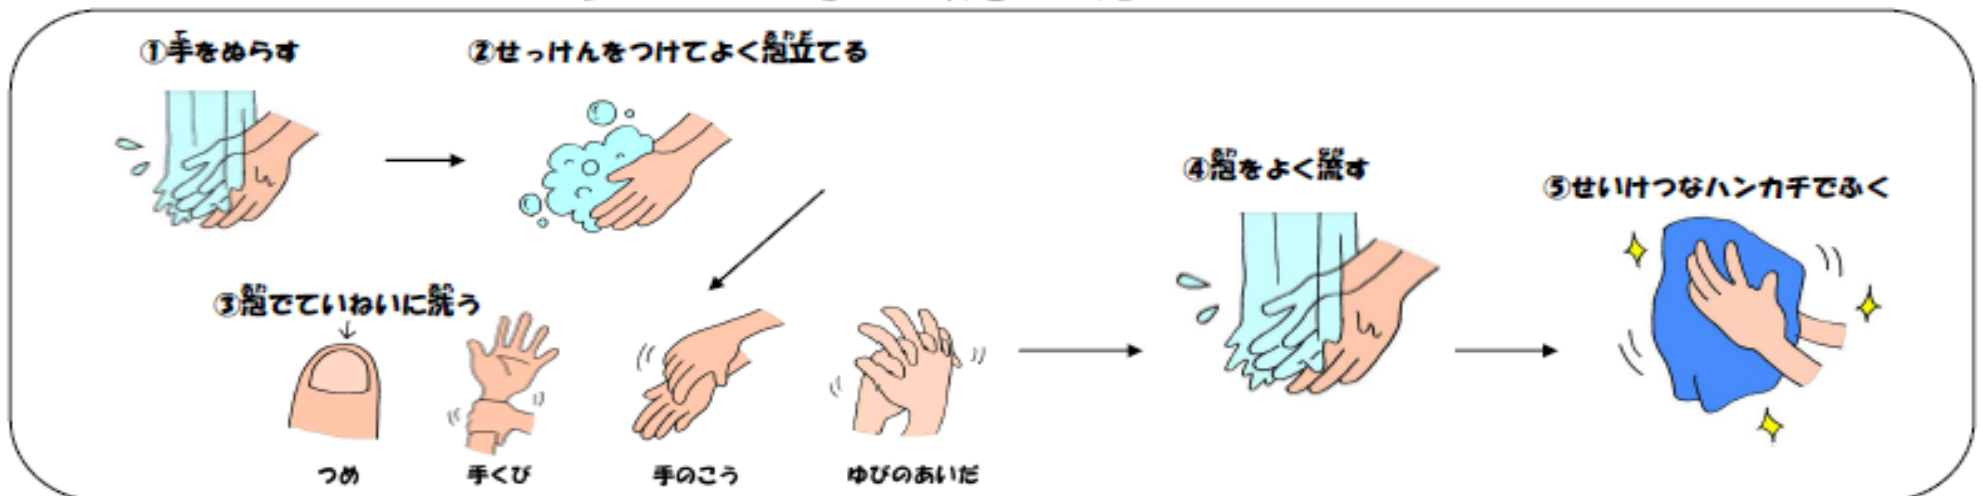 ①手をぬらす
②せっけんをつけてよく泡立てる
③泡でていねいに洗う
つめ
手くび
手のこう
ゆびのあいだ
④泡をよく流す
⑤せいけつなハンカチでふく